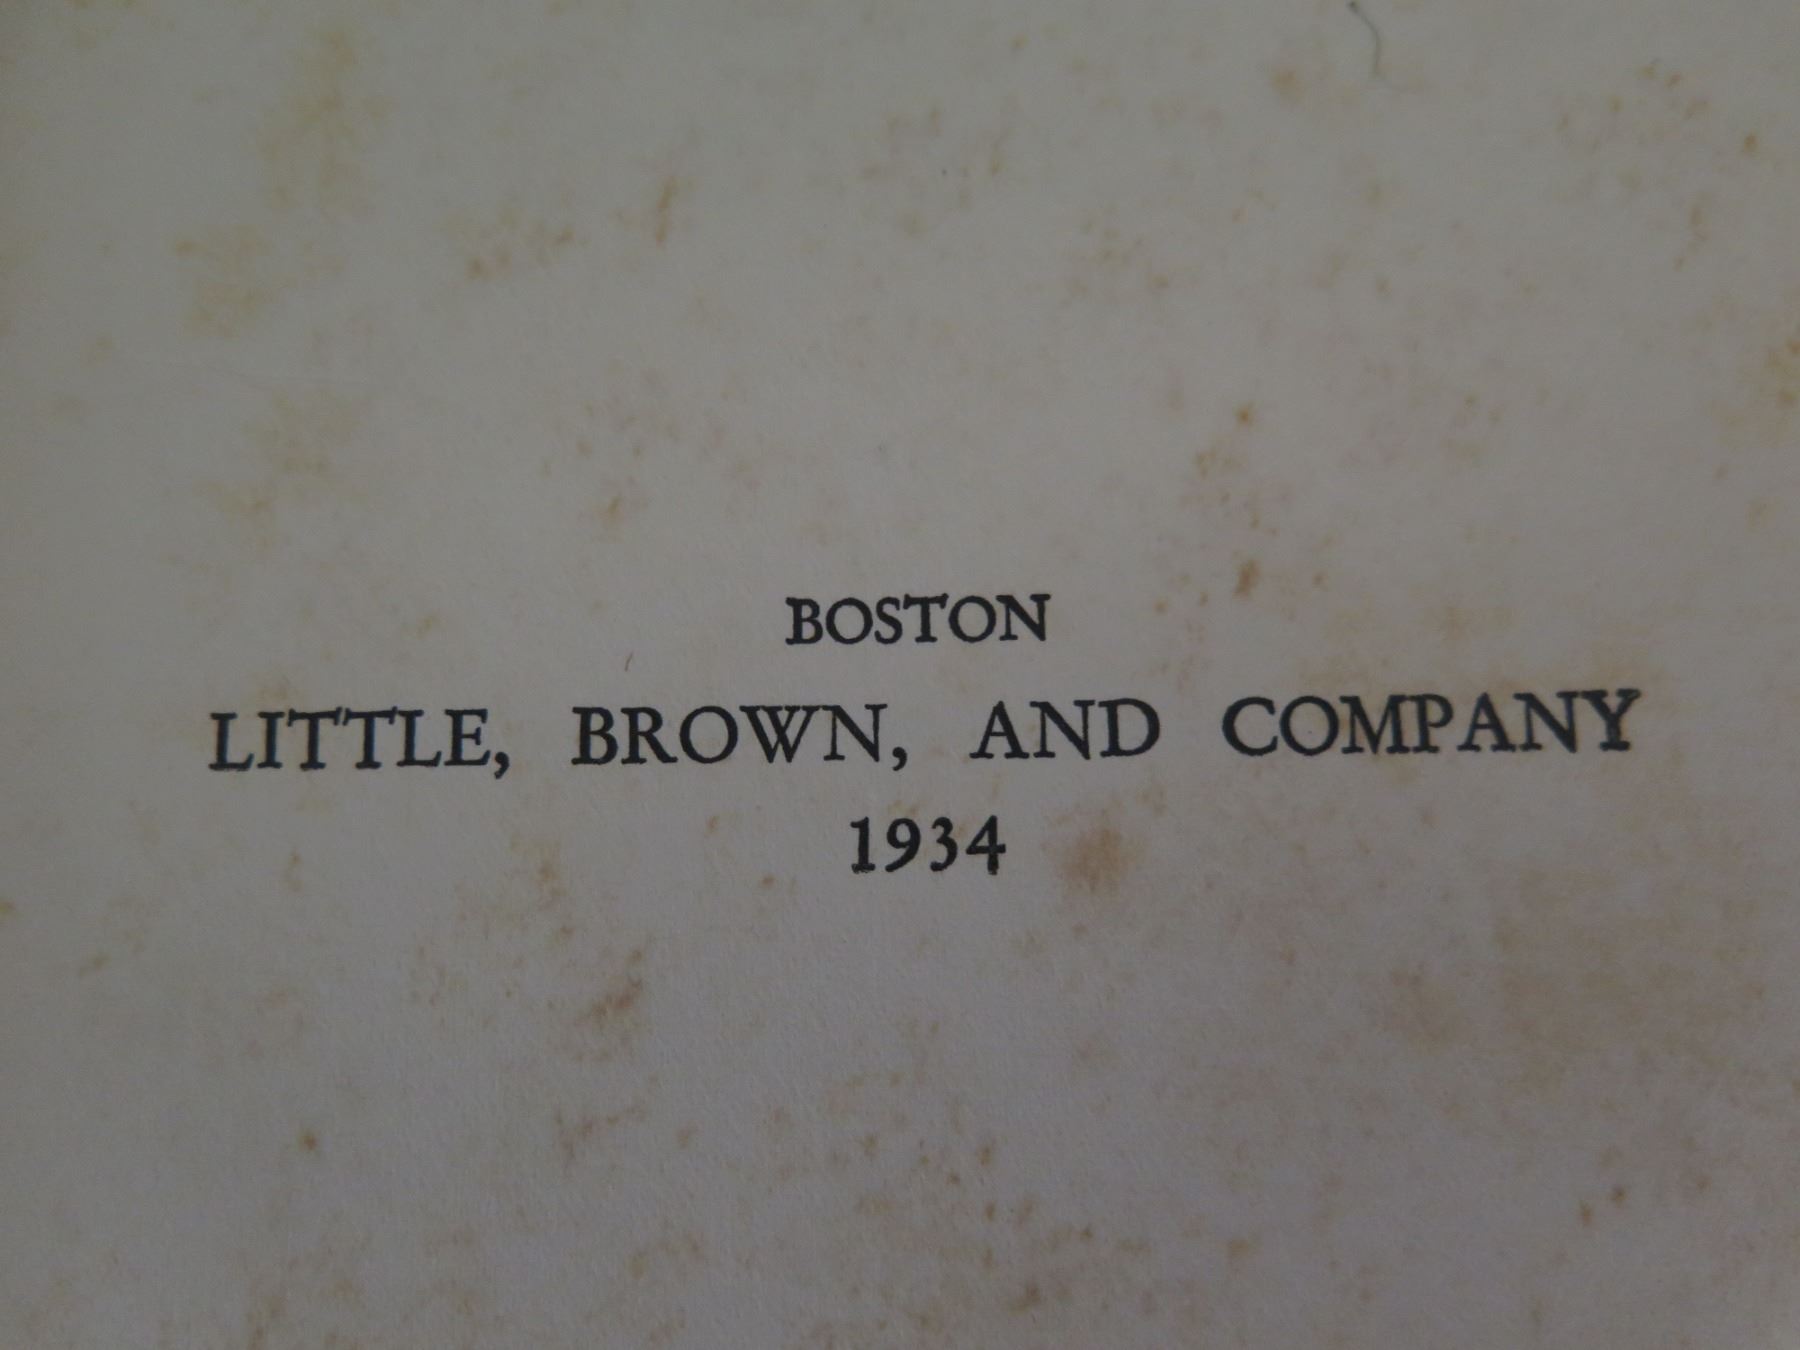 BOSTON
LITTLE, BROWN, AND COMPANY
1934